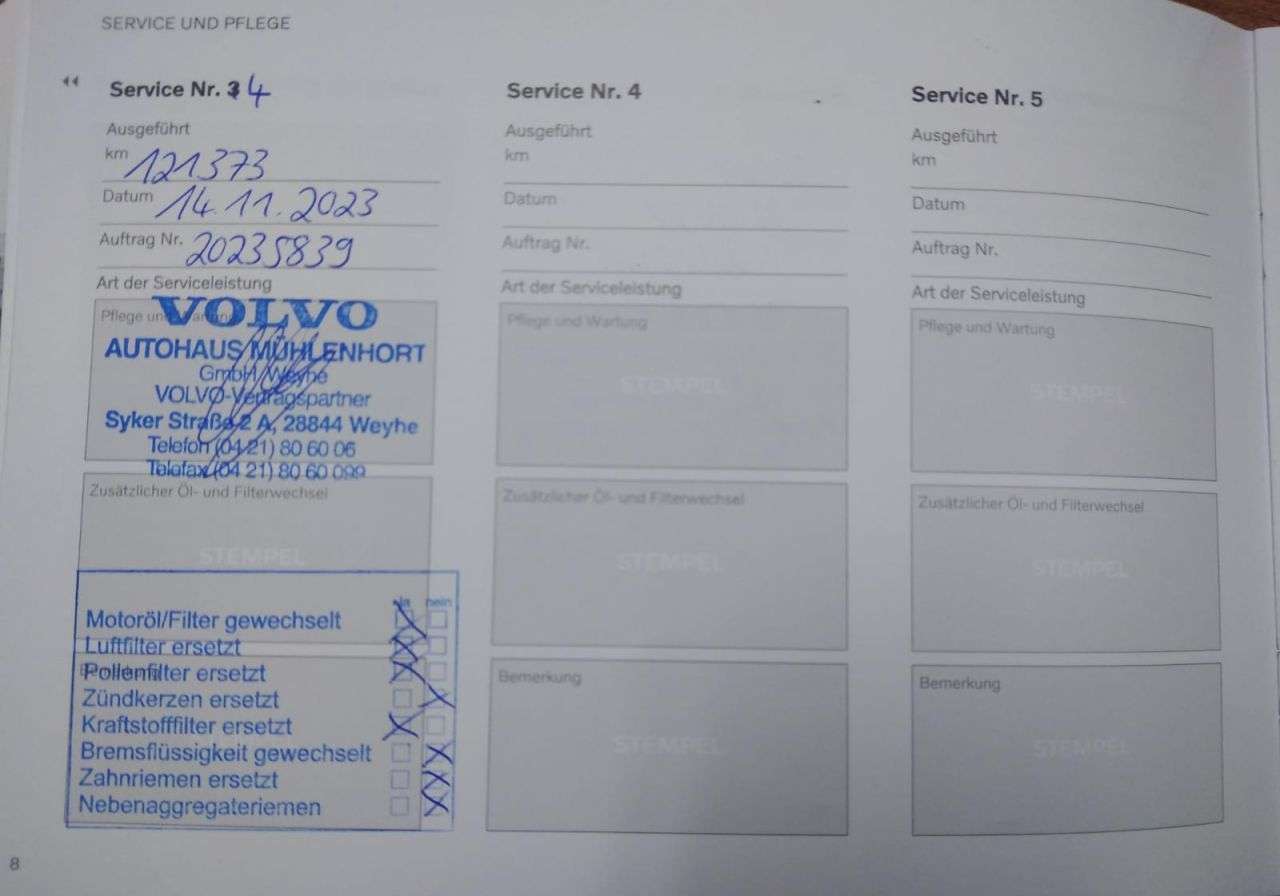 SERVICE UND PFLEGE
Service Nr. 3 4
Ausgeführt
km 121373
Datum 14.11.2023
Auftrag Nr. 20235839
Art der Serviceleistung
Pflege und Wartung
VOLVO
AUTOHAUS MÜHLENHORT
GmbH Weyhe
VOLVO-Vertragspartner
Syker Straße 2 A, 28844 Weyhe
Telefon (04 21) 80 60 06
Telefax (04 21) 80 60 099
Zusätzlicher Öl- und Filterwechsel
STEMPEL
ja nein
Motoröl/Filter gewechselt
Luftfilter ersetzt
Pollenfilter ersetzt
Zündkerzen ersetzt
Kraftstofffilter ersetzt
Bremsflüssigkeit gewechselt
Zahnriemen ersetzt
Nebenaggregateriemen
Service Nr. 4
Ausgeführt
km
Datum
Auftrag Nr.
Art der Serviceleistung
Pflege und Wartung
STEMPEL
Zusätzlicher Öl- und Filterwechsel
STEMPEL
Bemerkung
STEMPEL
Service Nr. 5
Ausgeführt
km
Datum
Auftrag Nr.
Art der Serviceleistung
Pflege und Wartung
STEMPEL
Zusätzlicher Öl- und Filterwechsel
STEMPEL
Bemerkung
STEMPEL
8